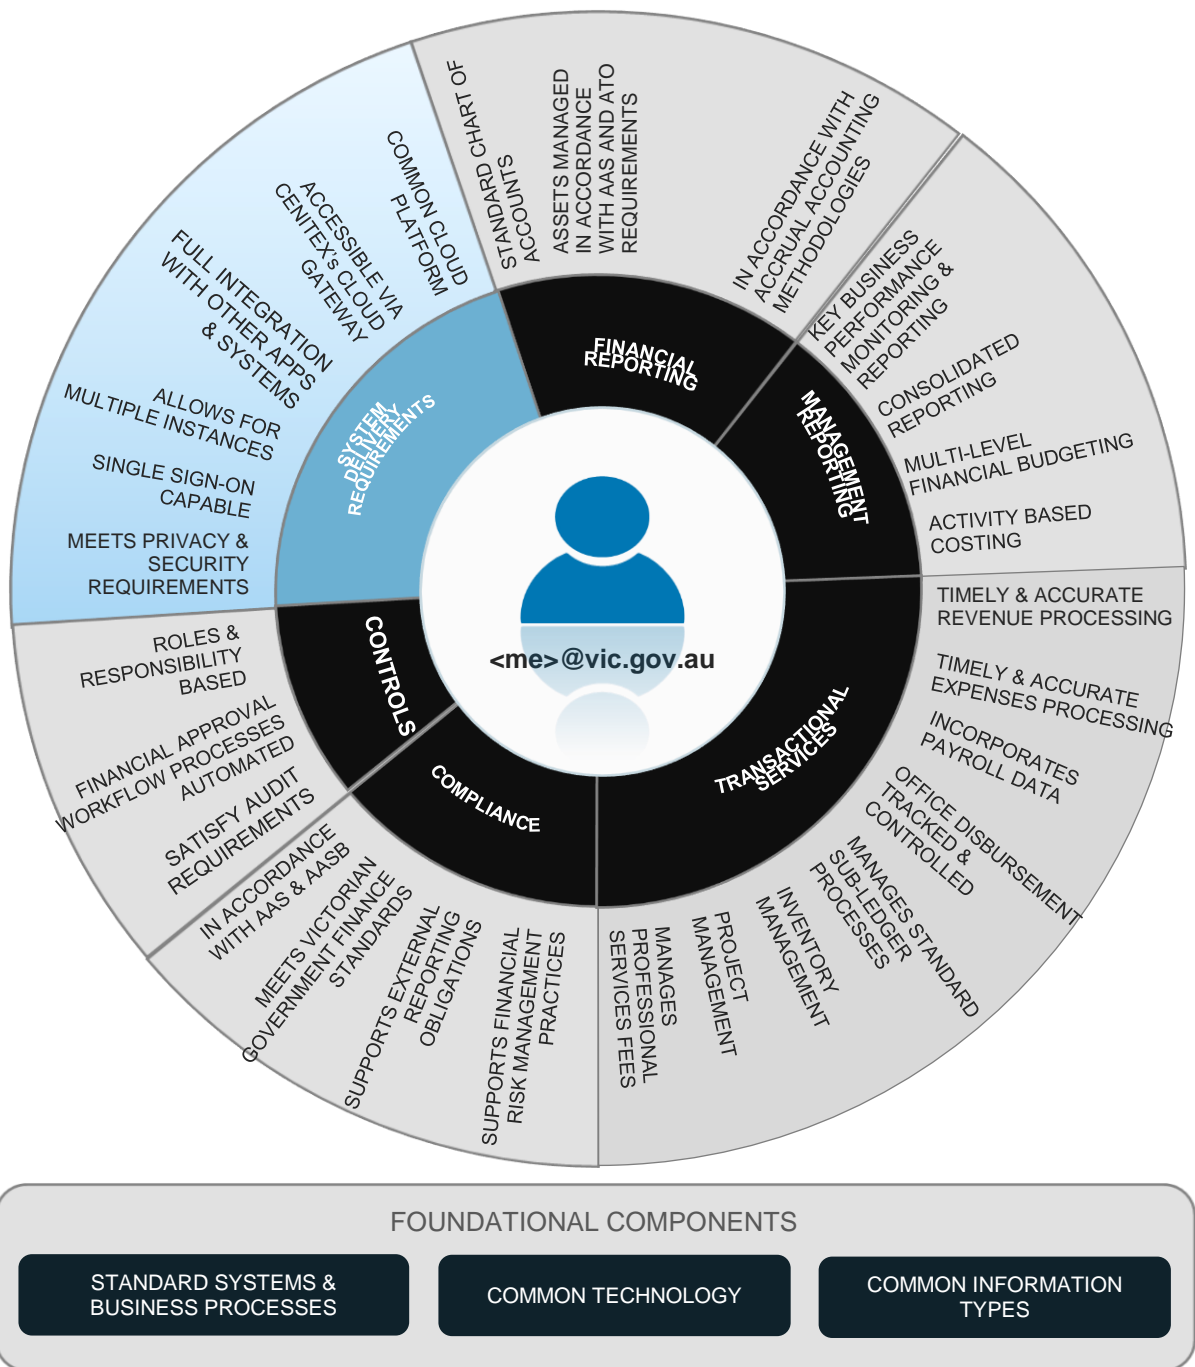 STANDARD CHART OF
ACCOUNTS
ASSETS MANAGED
IN ACCORDANCE
WITH AAS AND ATO
REQUIREMENTS
IN ACCORDANCE WITH
ACCRUAL ACCOUNTING
METHODOLOGIES
FINANCIAL
REPORTING
KEY BUSINESS
PERFORMANCE
MONITORING &
REPORTING
CONSOLIDATED
REPORTING
MULTI-LEVEL
FINANCIAL BUDGETING
ACTIVITY BASED
COSTING
MANAGEMENT
REPORTING
TIMELY & ACCURATE
REVENUE PROCESSING
TIMELY & ACCURATE
EXPENSES PROCESSING
INCORPORATES
PAYROLL DATA
OFFICE DISBURSEMENT
TRACKED &
CONTROLLED
MANAGES STANDARD
SUB-LEDGER
PROCESSES
INVENTORY
MANAGEMENT
PROJECT
MANAGEMENT
MANAGES
PROFESSIONAL
SERVICES FEES
TRANSACTIONAL
SERVICES
SUPPORTS FINANCIAL
RISK MANAGEMENT
PRACTICES
SUPPORTS EXTERNAL
REPORTING
OBLIGATIONS
MEETS VICTORIAN
GOVERNMENT FINANCE
STANDARDS
IN ACCORDANCE
WITH AAS & AASB
COMPLIANCE
SATISFY AUDIT
REQUIREMENTS
FINANCIAL APPROVAL
WORKFLOW PROCESSES
AUTOMATED
ROLES &
RESPONSIBILITY
BASED
CONTROLS
MEETS PRIVACY &
SECURITY
REQUIREMENTS
SINGLE SIGN-ON
CAPABLE
ALLOWS FOR
MULTIPLE INSTANCES
FULL INTEGRATION
WITH OTHER APPS
& SYSTEMS
ACCESSIBLE VIA
CENITEX's CLOUD
GATEWAY
COMMON CLOUD
PLATFORM
SYSTEM
DELIVERY
REQUIREMENTS
<me>@vic.gov.au
FOUNDATIONAL COMPONENTS
STANDARD SYSTEMS &
BUSINESS PROCESSES
COMMON TECHNOLOGY
COMMON INFORMATION
TYPES